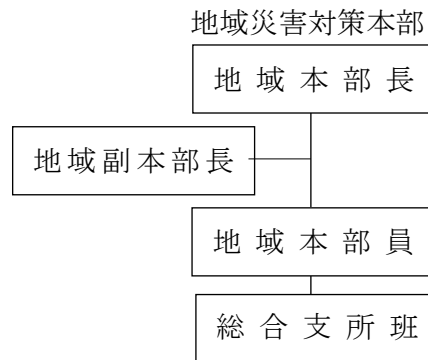 地域災害対策本部
地域本部長
地域副本部長
地域本部員
総合支所班